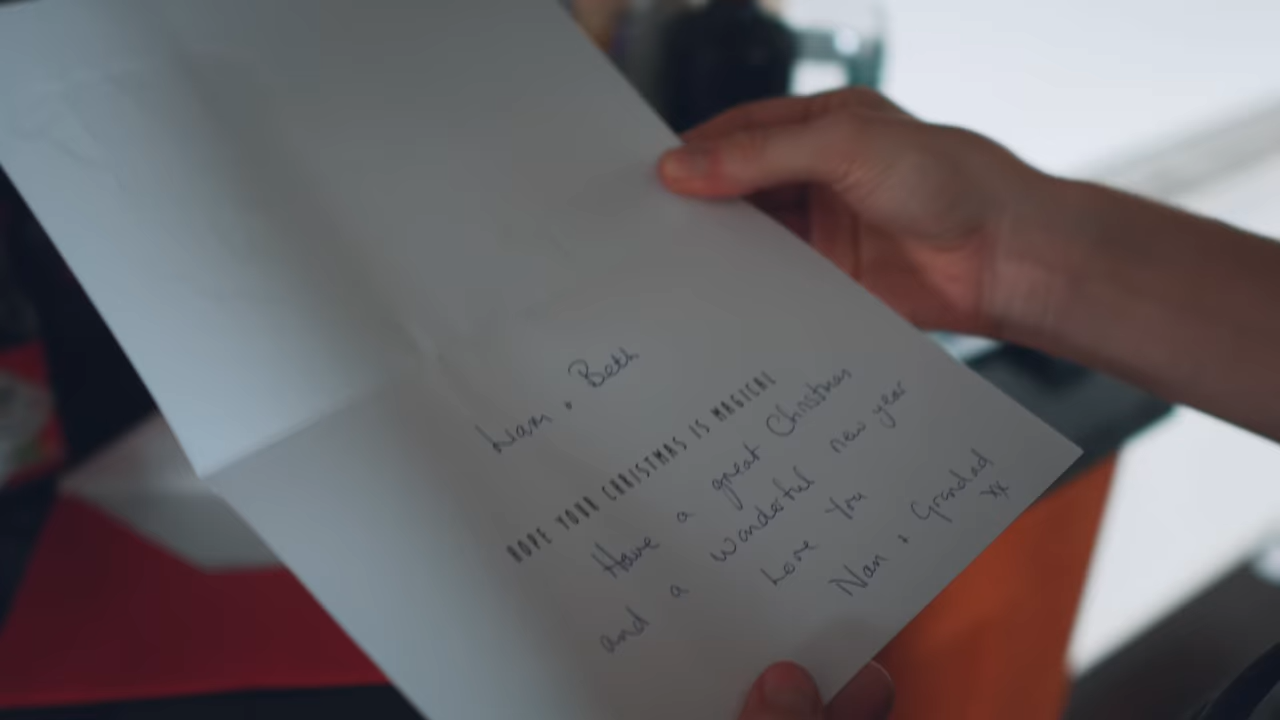 Liam + Beth
HOPE YOUR CHRISTMAS IS MAGICAL
Have a great Christmas
and a wonderful new year
Love You
Nan + Grandad
xx